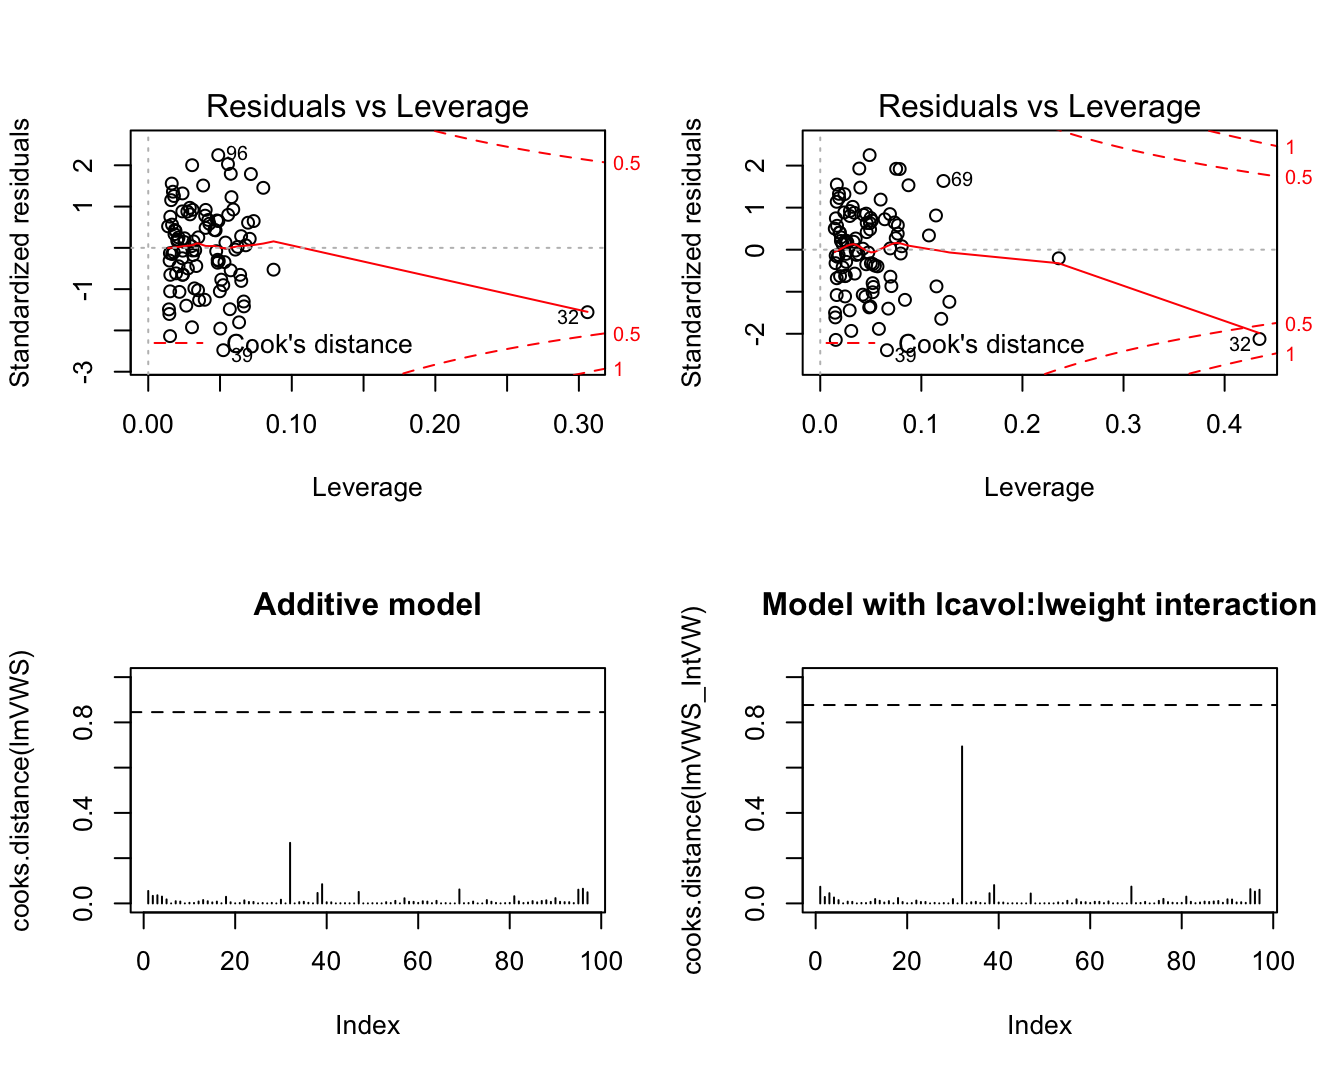 Residuals vs Leverage
Standardized residuals
2
1
-1
-3
96
32
39
0.5
0.5
1
Cook's distance
0.00 0.10 0.20 0.30
Leverage
Residuals vs Leverage
Standardized residuals
2
1
0
-2
69
32
39
1
0.5
0.5
1
Cook's distance
0.0 0.1 0.2 0.3 0.4
Leverage
Additive model
cooks.distance(lmVWS)
0.8
0.4
0.0
0 20 40 60 80 100
Index
Model with lcavol:lweight interaction
cooks.distance(lmVWS_IntVW)
0.8
0.4
0.0
0 20 40 60 80 100
Index